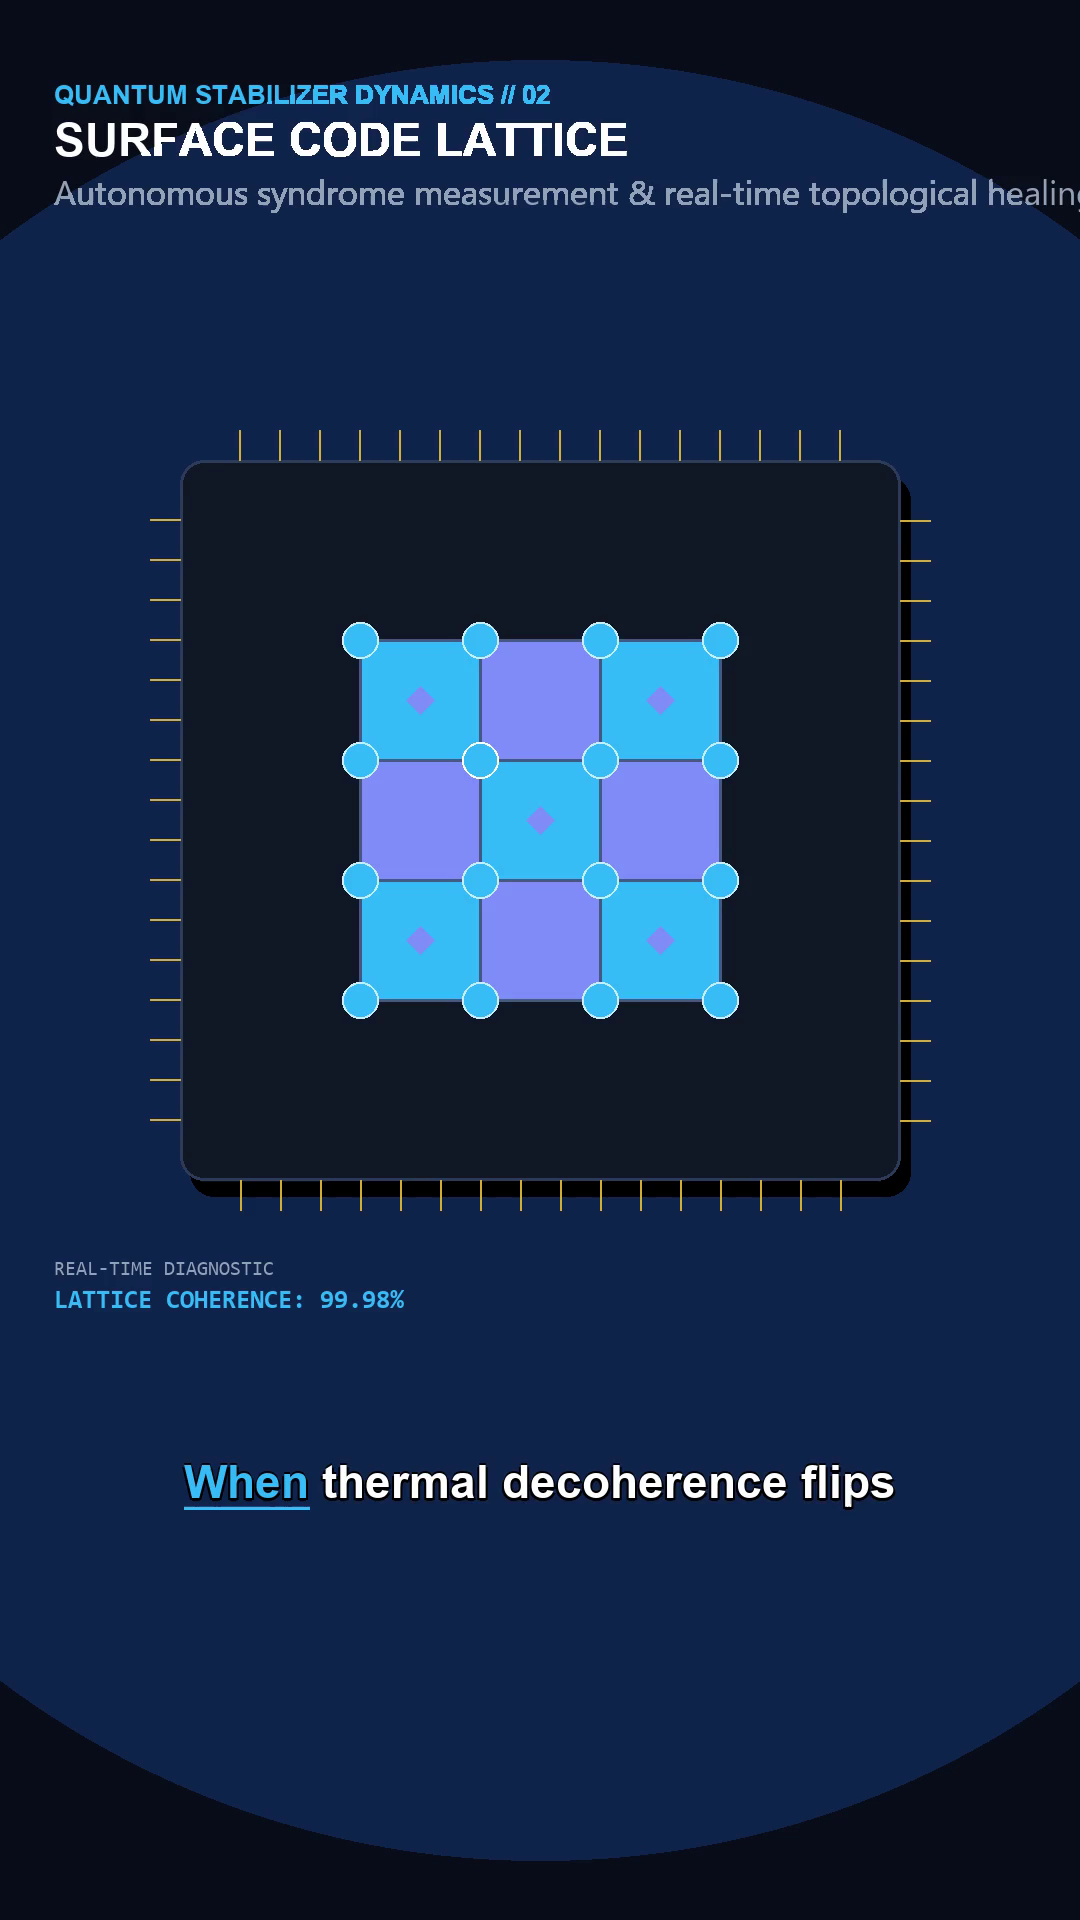 QUANTUM STABILIZER DYNAMICS // 02
SURFACE CODE LATTICE
Autonomous syndrome measurement & real-time topological healing
REAL-TIME DIAGNOSTIC
LATTICE COHERENCE: 99.98%
When thermal decoherence flips